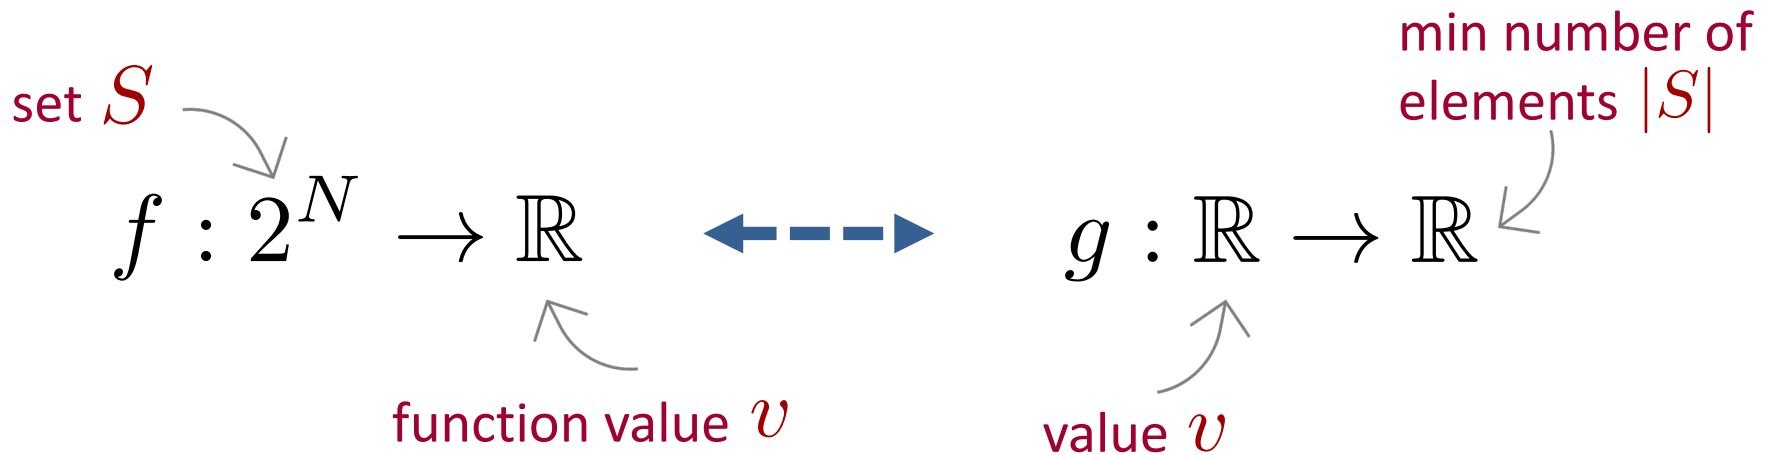 set S
f : 2^N → ℝ
function value v
min number of
elements |S|
g : ℝ → ℝ
value v